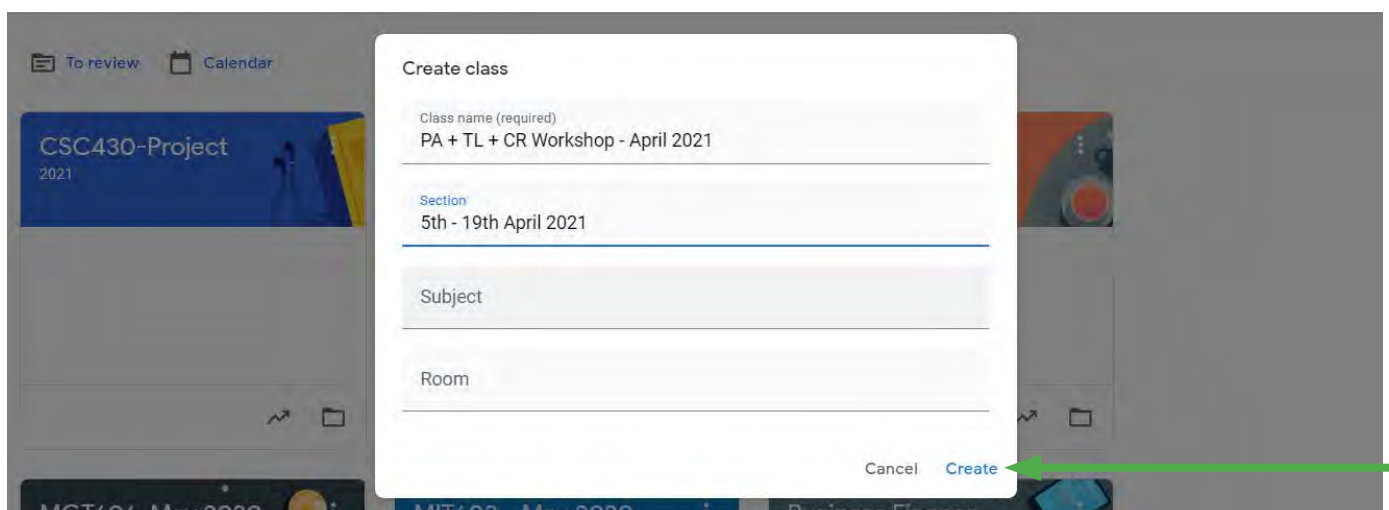 To review
Calendar
CSC430-Project
2021
Create class
Class name (required)
PA + TL + CR Workshop - April 2021
Section
5th - 19th April 2021
Subject
Room
Cancel
Create